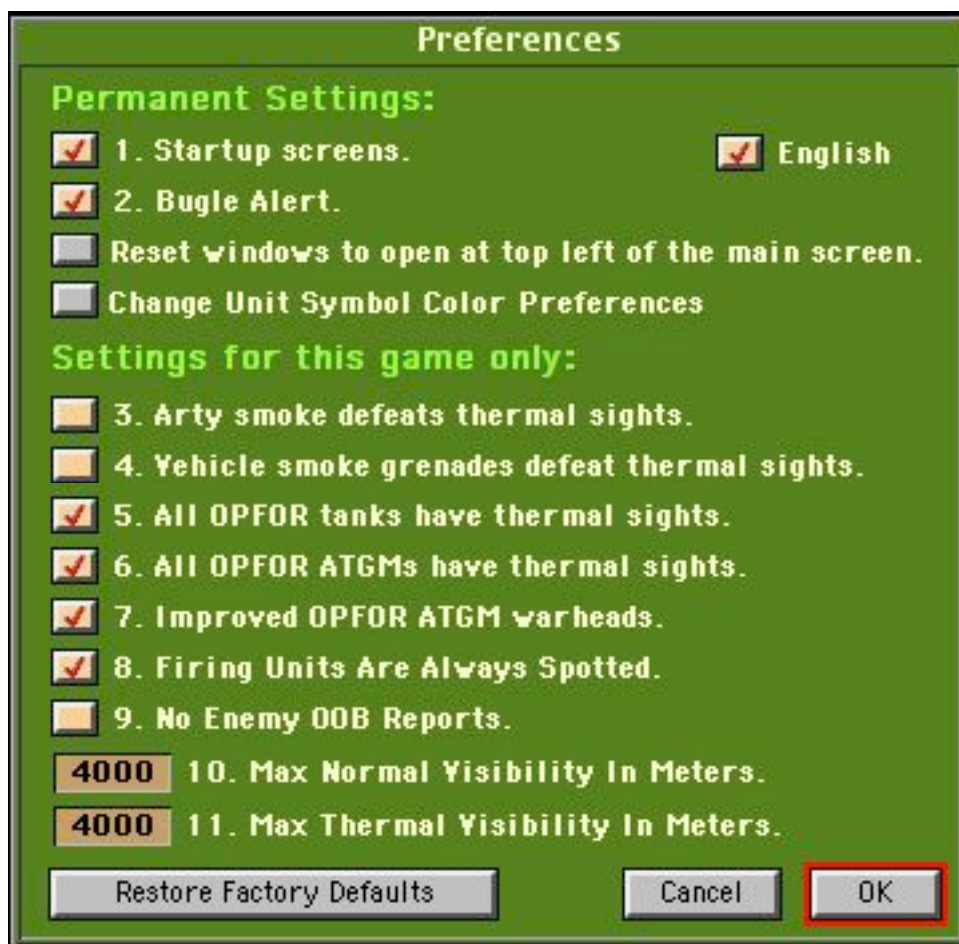 Preferences
Permanent Settings:
1. Startup screens.
English
2. Bugle Alert.
Reset windows to open at top left of the main screen.
Change Unit Symbol Color Preferences
Settings for this game only:
3. Arty smoke defeats thermal sights.
4. Vehicle smoke grenades defeat thermal sights.
5. All OPFOR tanks have thermal sights.
6. All OPFOR ATGMs have thermal sights.
7. Improved OPFOR ATGM warheads.
8. Firing Units Are Always Spotted.
9. No Enemy OOB Reports.
4000 10. Max Normal Visibility In Meters.
4000 11. Max Thermal Visibility In Meters.
Restore Factory Defaults Cancel OK